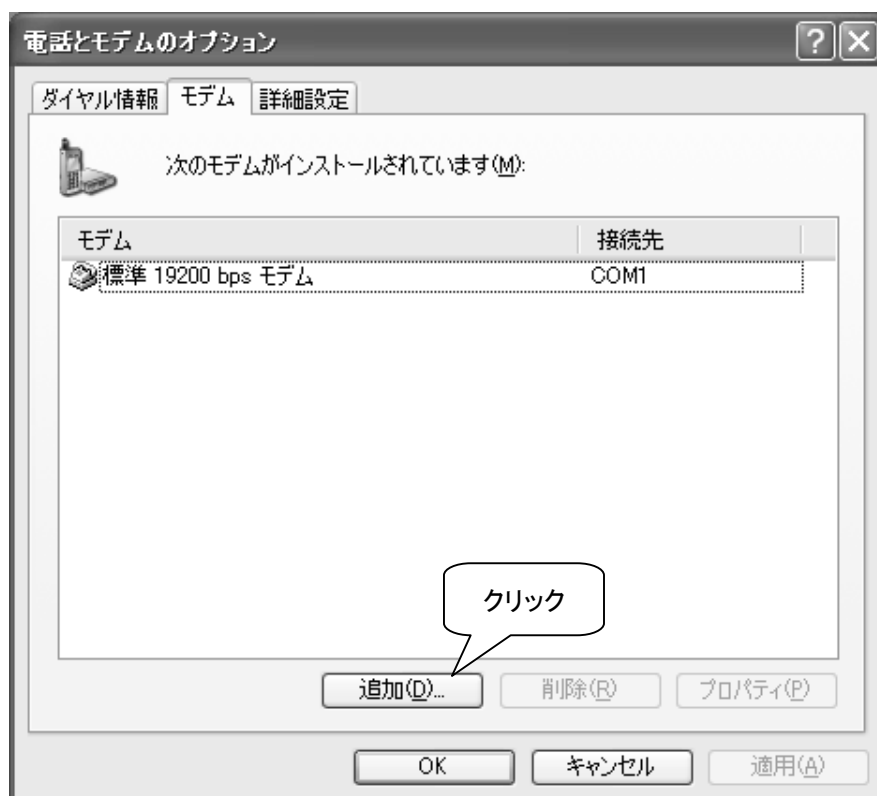 電話とモデムのオプション
ダイヤル情報 モデム 詳細設定
次のモデムがインストールされています(M):
モデム 接続先
標準 19200 bps モデム COM1
クリック
追加(D)... 削除(R) プロパティ(P)
OK キャンセル 適用(A)